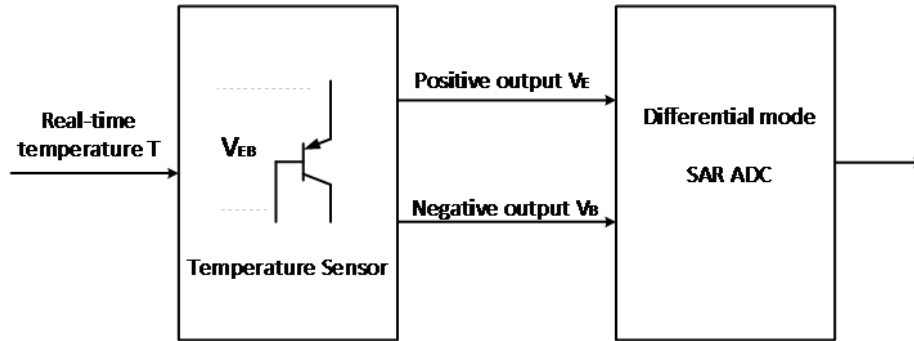 Real-time
temperature T
VEB
Temperature Sensor
Positive output VE
Negative output VB
Differential mode
SAR ADC